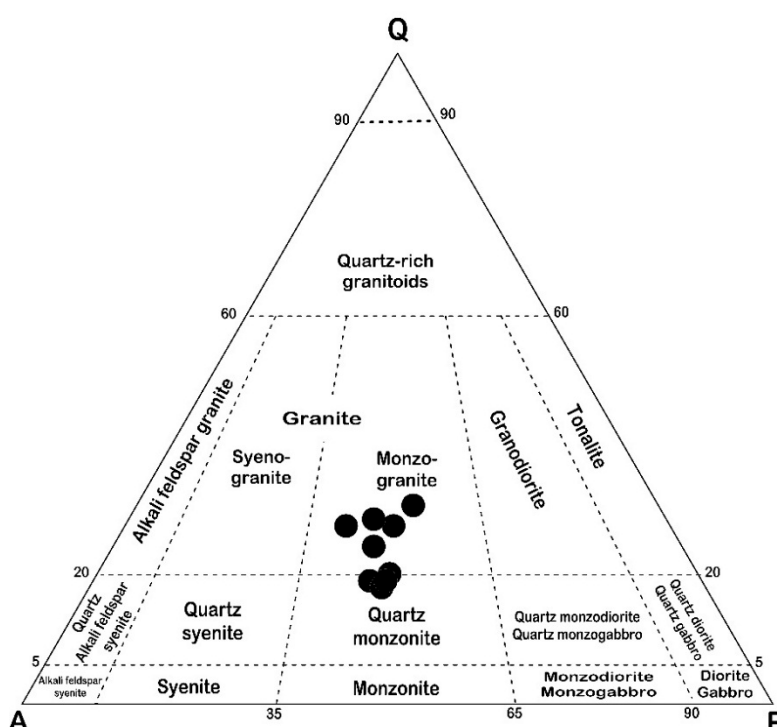 Q
90 90
Quartz-rich
granitoids
60 60
Alkali feldspar granite
Granite
Syeno-
granite
Monzo-
granite
Granodiorite
Tonalite
20 20
Quartz
Alkali feldspar
syenite
Quartz
syenite
Quartz
monzonite
Quartz monzodiorite
Quartz monzogabbro
Quartz diorite
Quartz gabbro
5 5
Alkali feldspar
syenite
Syenite
Monzonite
Monzodiorite
Monzogabbro
Diorite
Gabbro
A 35 65 90 P